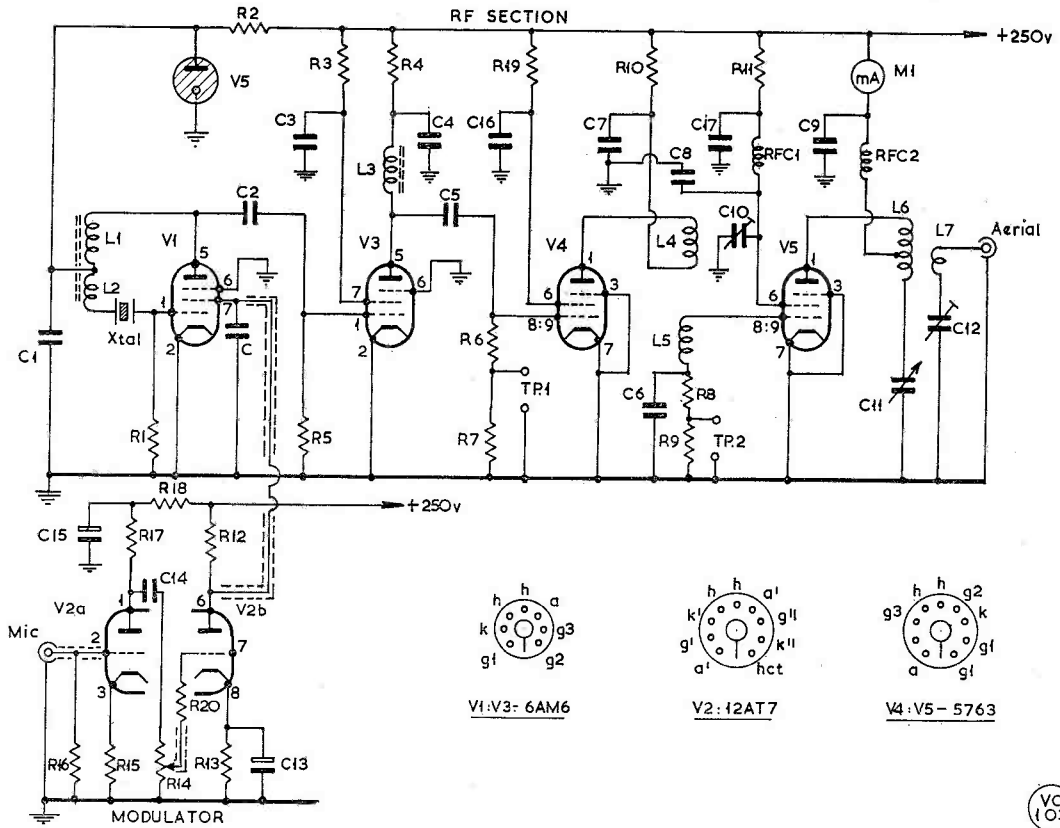 RF SECTION
+250v
R2
V5
R3
R4
R19
R10
R11
mA
M1
C3
C4
C16
C7
C8
C17
C9
RFC1
RFC2
L3
C2
C5
C10
L1
L2
V1
V3
V4
L4
V5
L6
L7
Aerial
5
6
7
1
2
Xtal
C
5
6
7
1
2
1
3
6
8:9
7
1
3
6
8:9
7
C1
R1
R5
R6
R7
TP.1
L5
C6
R8
R9
TP.2
C11
C12
R18
+250v
C15
R17
R12
C14
V2a
V2b
1
2
3
6
7
8
Mic
R16
R15
R14
R20
R13
C13
MODULATOR
h h a g3 g2 g1 k
V1:V3- 6AM6
h h a' g'' k'' hct a' g' k'
V2:12AT7
h h g2 k g1 g1 a g3
V4:V5- 5763